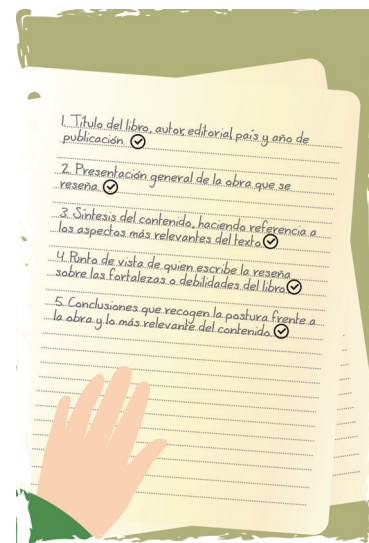 1. Título del libro, autor, editorial, país y año de
publicación.
2. Presentación general de la obra que se
reseña.
3. Síntesis del contenido, haciendo referencia a
los aspectos más relevantes del texto.
4. Punto de vista de quien escribe la reseña
sobre las fortalezas o debilidades del libro.
5. Conclusiones que recogen la postura frente a
la obra y lo más relevante del contenido.